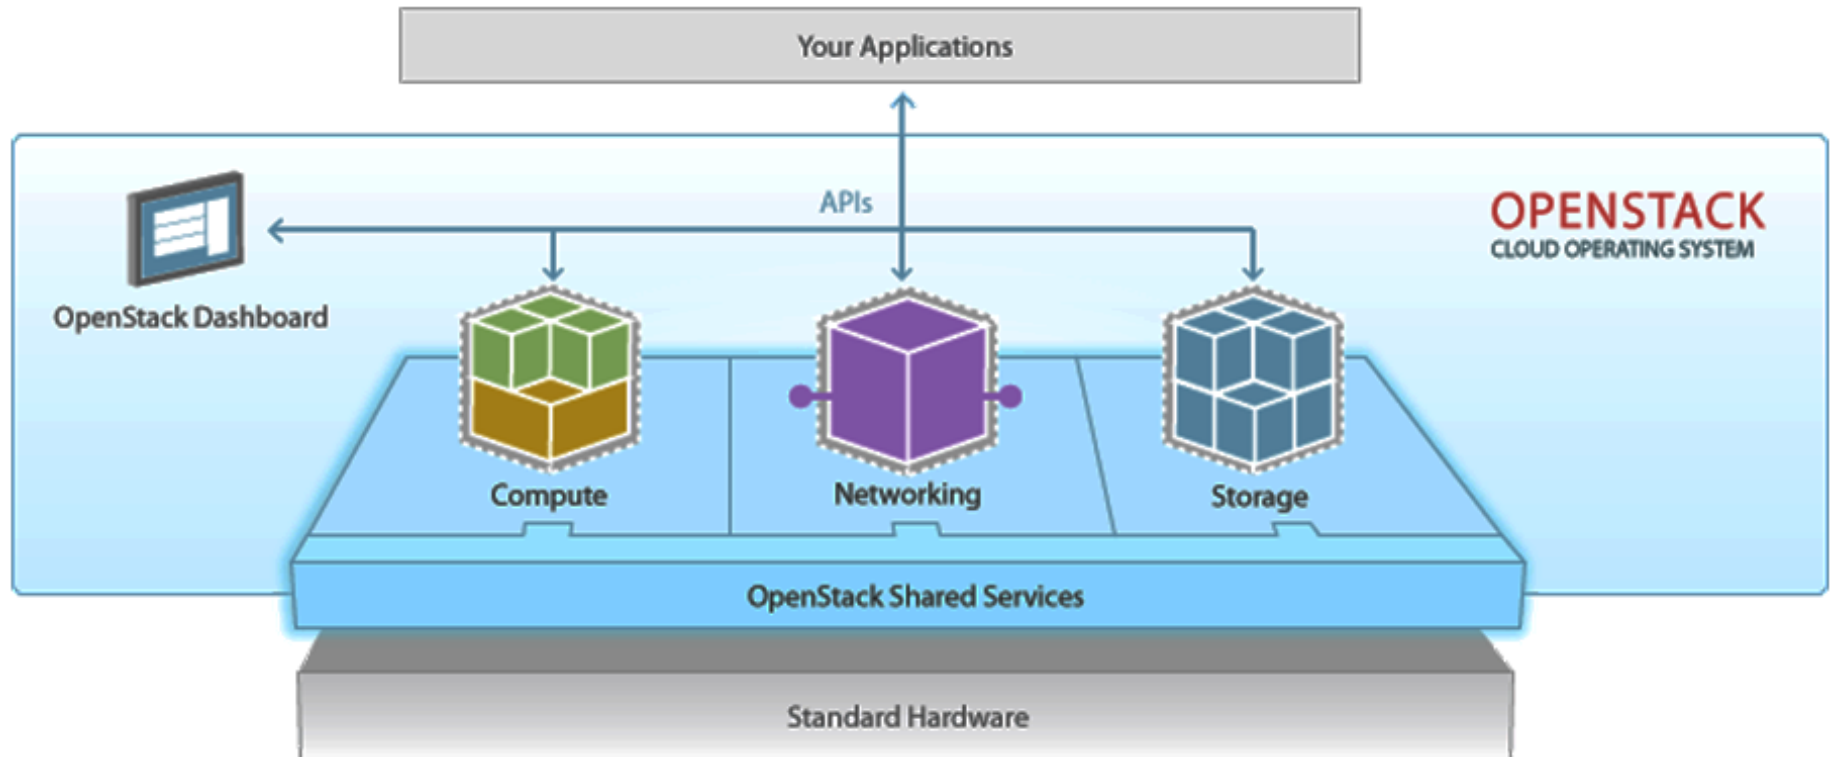 Your Applications
APIs
OPENSTACK
CLOUD OPERATING SYSTEM
OpenStack Dashboard
Compute
Networking
Storage
OpenStack Shared Services
Standard Hardware